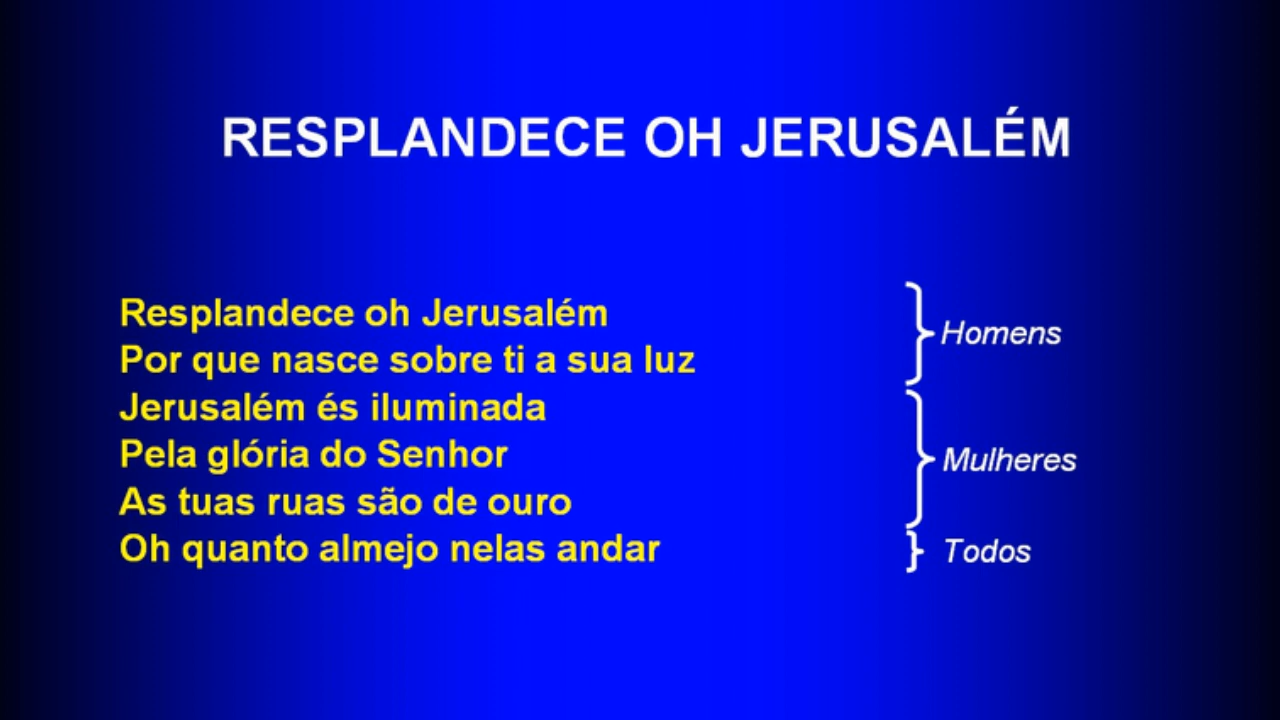 RESPLANDECE OH JERUSALÉM
Resplandece oh Jerusalém
Por que nasce sobre ti a sua luz
Homens
Jerusalém és iluminada
Pela glória do Senhor
As tuas ruas são de ouro
Mulheres
Oh quanto almejo nelas andar
Todos